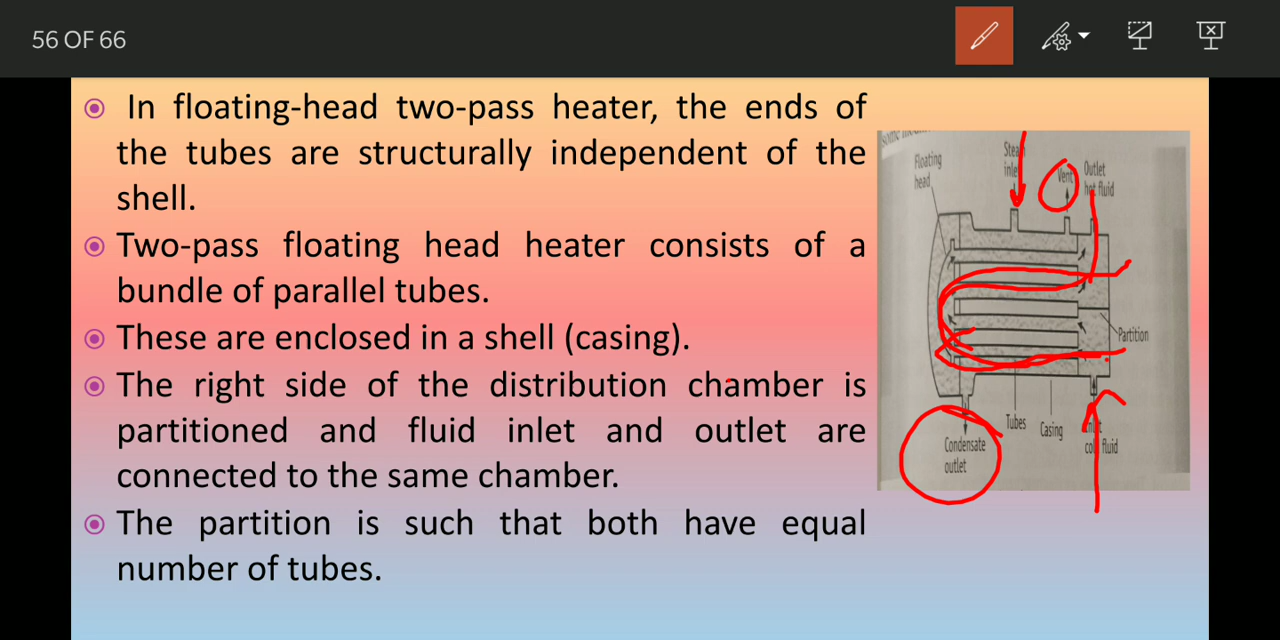 56 OF 66
In floating-head two-pass heater, the ends of
the tubes are structurally independent of the
shell.
Two-pass floating head heater consists of a
bundle of parallel tubes.
These are enclosed in a shell (casing).
The right side of the distribution chamber is
partitioned and fluid inlet and outlet are
connected to the same chamber.
The partition is such that both have equal
number of tubes.
Floating
head
Steam
inlet
Vent
Outlet
hot fluid
Partition
Tubes
Casing
Inlet
cold fluid
Condensate
outlet